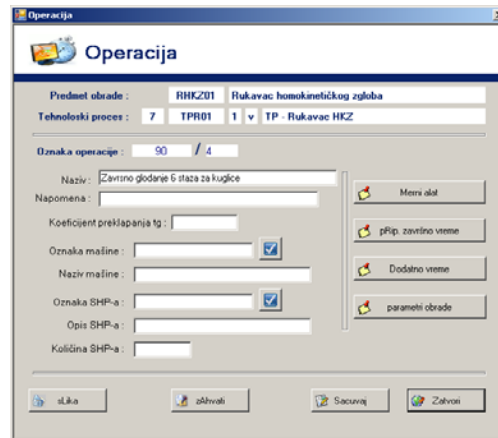 Operacija
Operacija
Predmet obrade : RHKZ01 Rukavac homokinetičkog zgloba
Tehnoloski proces : 7 TPR01 1 v TP - Rukavac HKZ
Oznaka operacije : 90 / 4
Naziv : Zavrsno glodanje 6 staza za kuglice
Napomena :
Koeficijent preklapanja tg :
Oznaka mašine :
Naziv mašine :
Oznaka SHP-a :
Opis SHP-a :
Količina SHP-a :
Merni alat
pRip. završno vreme
Dodatno vreme
parametri obrade
sLika
zAhvati
Sacuvaj
Zatvori